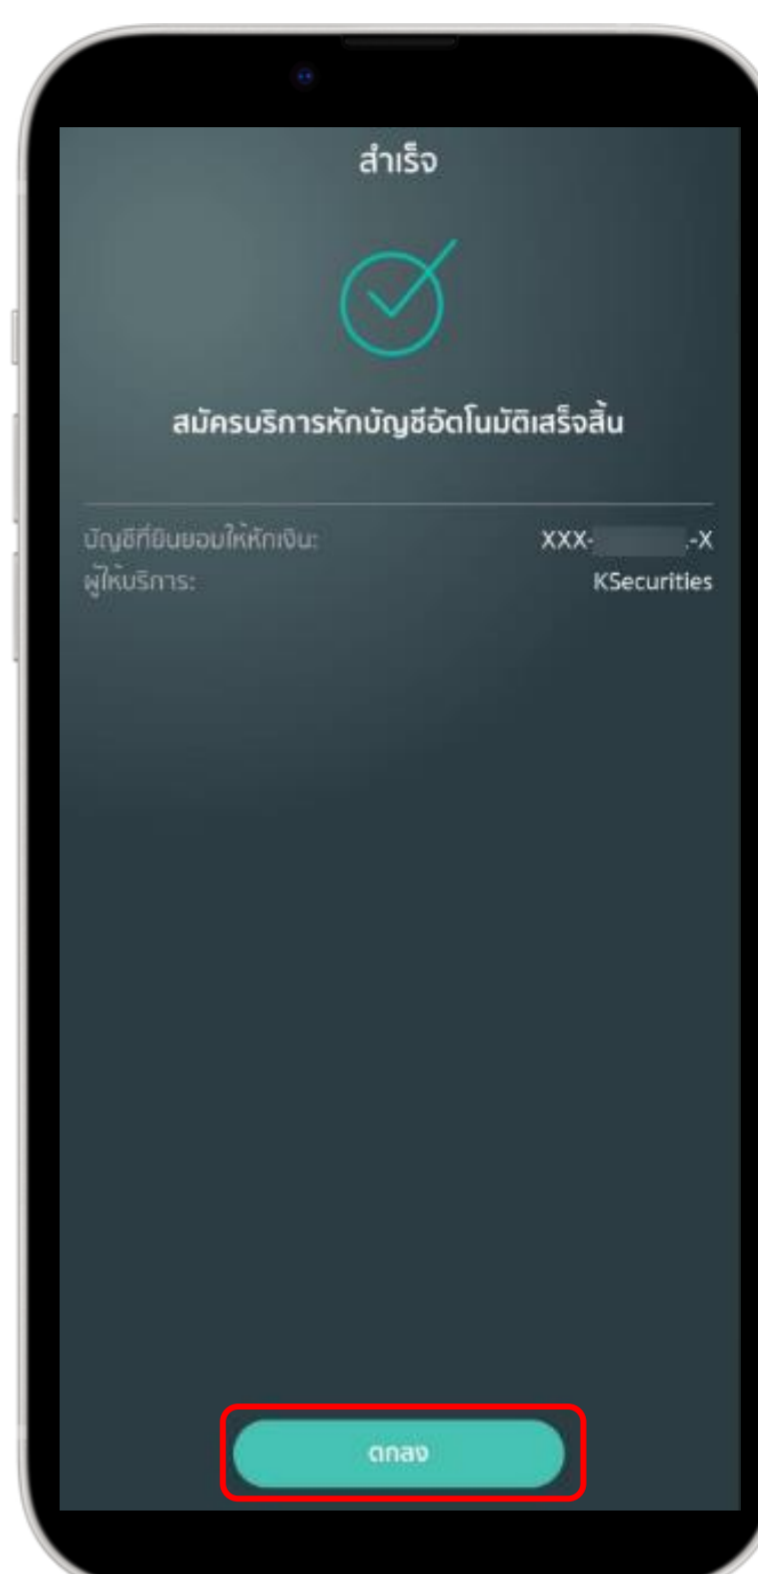 สำเร็จ
สมัครบริการหักบัญชีอัตโนมัติเสร็จสิ้น
บัญชีที่ยินยอมให้หักเงิน: XXX- .-X
ผู้ให้บริการ: KSecurities
ตกลง